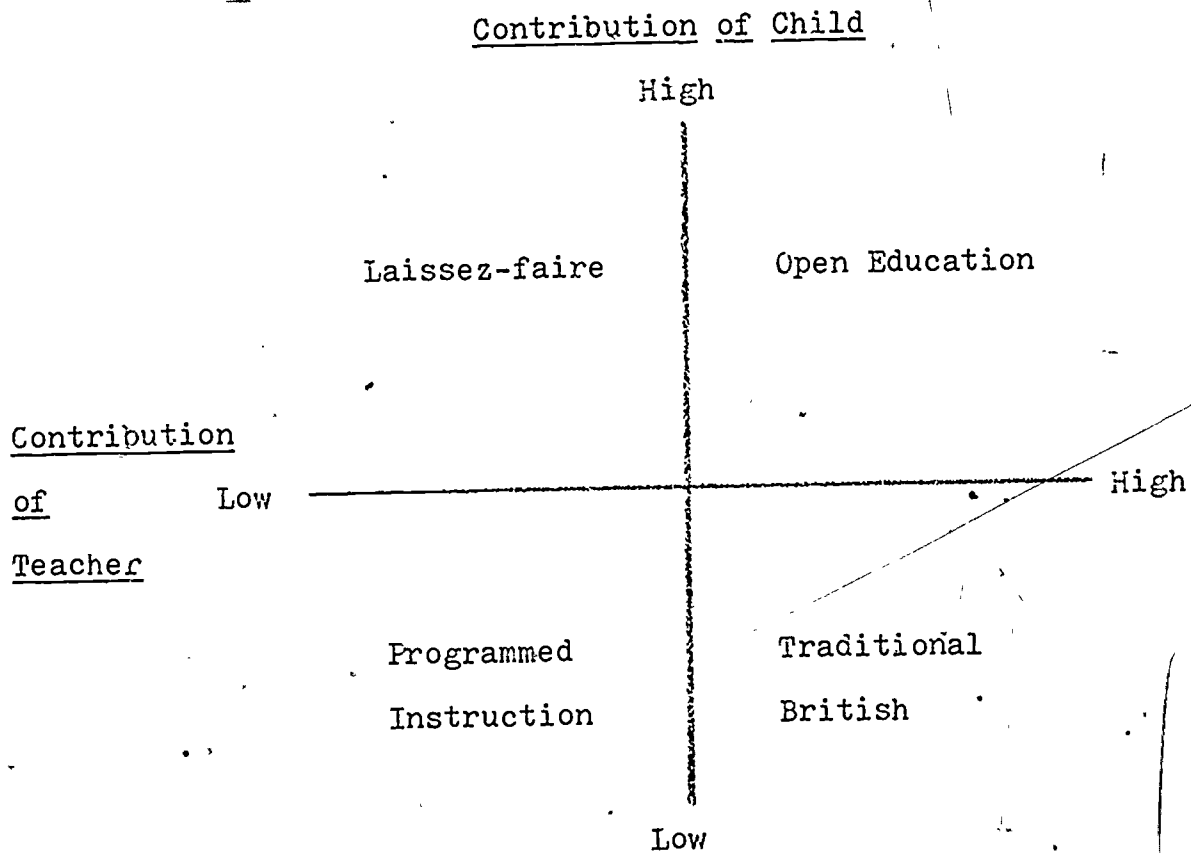 Contribution of Child
High
Laissez-faire
Open Education
Contribution
of
Teacher
Low
High
Programmed
Instruction
Traditional
British
Low